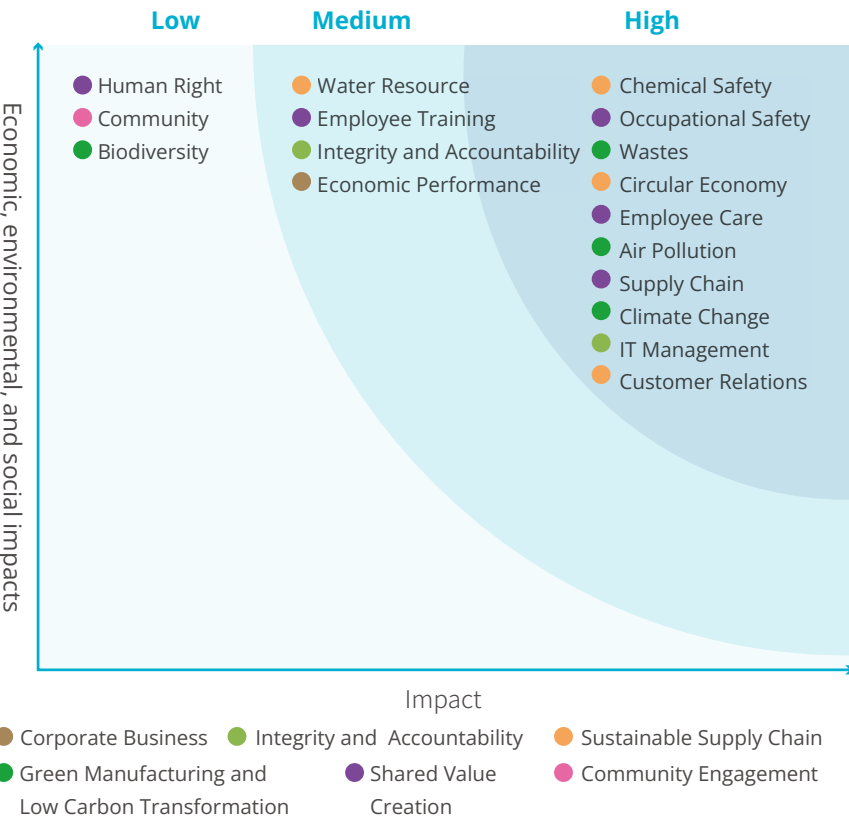 Low
Medium
High
Economic, environmental, and social impacts
Human Right
Community
Biodiversity
Water Resource
Employee Training
Integrity and Accountability
Economic Performance
Chemical Safety
Occupational Safety
Wastes
Circular Economy
Employee Care
Air Pollution
Supply Chain
Climate Change
IT Management
Customer Relations
Impact
Corporate Business
Integrity and Accountability
Sustainable Supply Chain
Green Manufacturing and
Low Carbon Transformation
Shared Value
Creation
Community Engagement